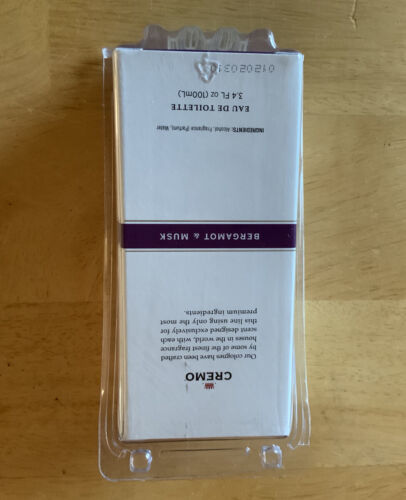 CREMO
Our colognes have been crafted
by some of the finest fragrance
houses in the world, with each
scent designed exclusively for
this line using only the most
premium ingredients.
BERGAMOT & MUSK
INGREDIENTS: Alcohol, Fragrance (Parfum), Water
EAU DE TOILETTE
3.4 FL oz (100mL)